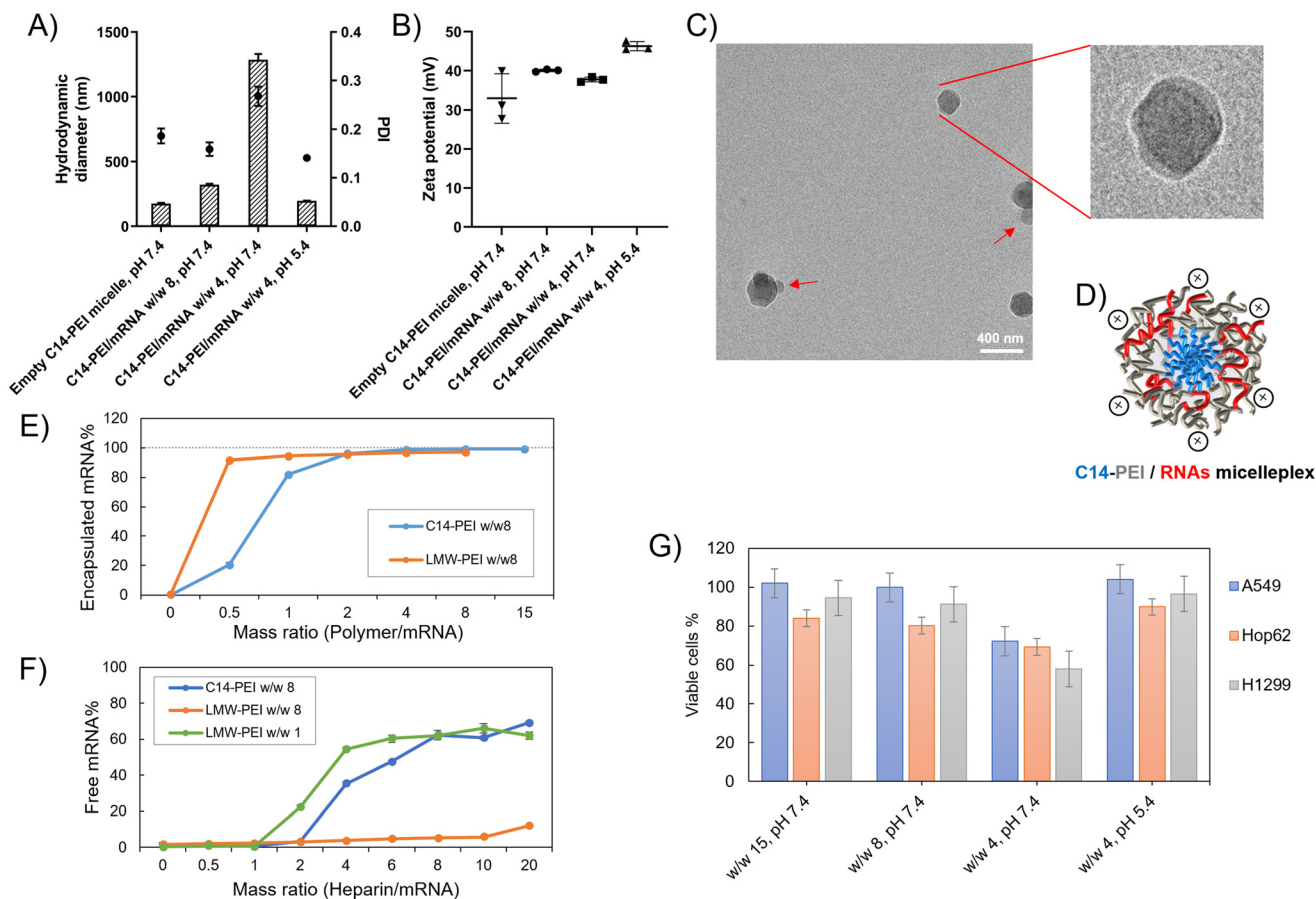 A)
1500
1000
500
0
Hydrodynamic
diameter (nm)
0.4
0.3
0.2
0.1
0.0
PDI
Empty C14-PEI micelle, pH 7.4
C14-PEI/mRNA w/w 8, pH 7.4
C14-PEI/mRNA w/w 4, pH 7.4
C14-PEI/mRNA w/w 4, pH 5.4
B)
50
40
30
20
10
0
Zeta potential (mV)
Empty C14-PEI micelle, pH 7.4
C14-PEI/mRNA w/w 8, pH 7.4
C14-PEI/mRNA w/w 4, pH 7.4
C14-PEI/mRNA w/w 4, pH 5.4
C)
400 nm
D)
+
+
+
+
+
+
C14-PEI / RNAs micelleplex
E)
120
100
80
60
40
20
0
Encapsulated mRNA%
C14-PEI w/w8
LMW-PEI w/w8
0 0.5 1 2 4 8 15
Mass ratio (Polymer/mRNA)
F)
100
80
60
40
20
0
Free mRNA%
C14-PEI w/w 8
LMW-PEI w/w 8
LMW-PEI w/w 1
0 0.5 1 2 4 6 8 10 20
Mass ratio (Heparin/mRNA)
G)
120
100
80
60
40
20
0
Viable cells %
A549
Hop62
H1299
w/w 15, pH 7.4
w/w 8, pH 7.4
w/w 4, pH 7.4
w/w 4, pH 5.4